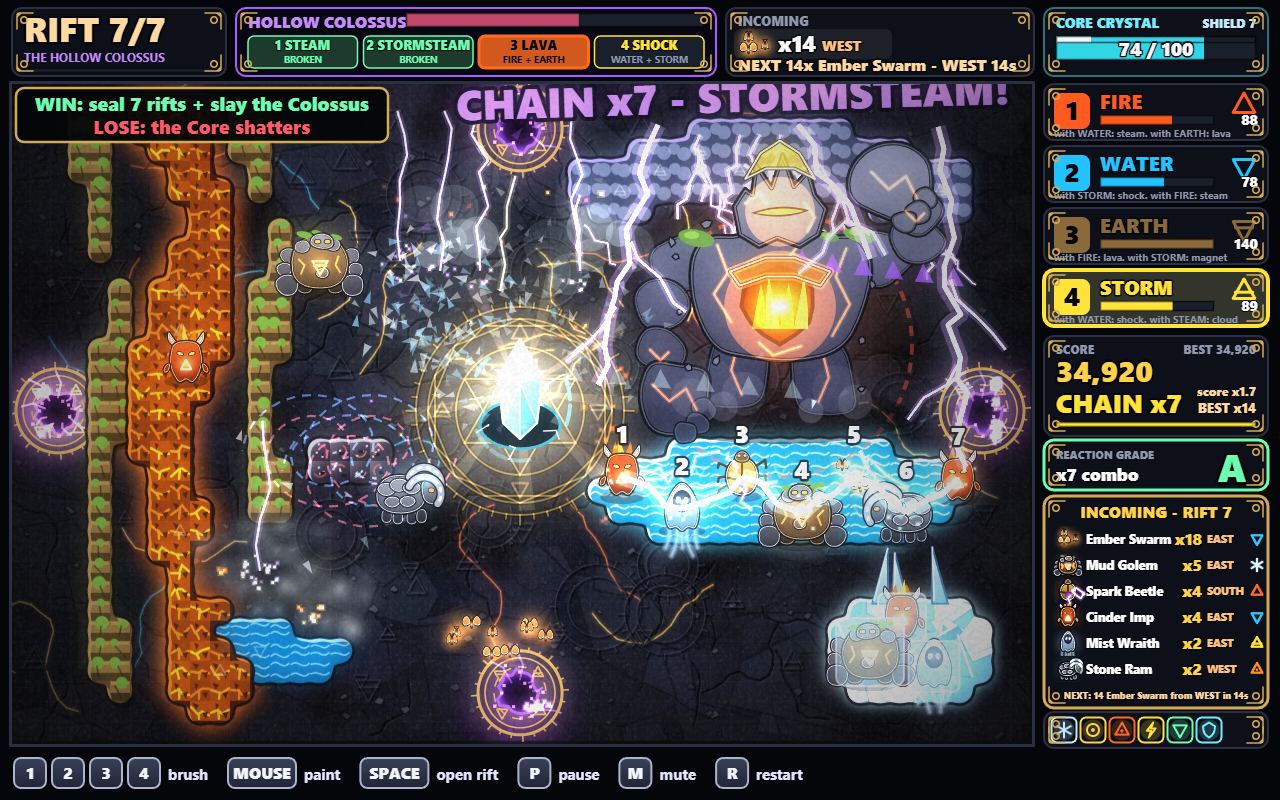 RIFT 7/7
THE HOLLOW COLOSSUS
HOLLOW COLOSSUS
1 STEAM
BROKEN
2 STORMSTEAM
BROKEN
3 LAVA
FIRE + EARTH
4 SHOCK
WATER + STORM
INCOMING
x14 WEST
NEXT 14x Ember Swarm - WEST 14s
CORE CRYSTAL
SHIELD 7
74 / 100
WIN: seal 7 rifts + slay the Colossus
LOSE: the Core shatters
CHAIN x7 - STORMSTEAM!
1
2
3
4
5
6
7
1 FIRE
88
with WATER: steam. with EARTH: lava
2 WATER
78
with STORM: shock. with FIRE: steam
3 EARTH
140
with FIRE: lava. with STORM: magnet
4 STORM
89
with WATER: shock. with STEAM: cloud
SCORE
BEST 34,920
34,920
CHAIN x7
score x1.7
BEST x14
REACTION GRADE
x7 combo
A
INCOMING - RIFT 7
Ember Swarm x18 EAST
Mud Golem x5 EAST
Spark Beetle x4 SOUTH
Cinder Imp x4 EAST
Mist Wraith x2 EAST
Stone Ram x2 WEST
NEXT: 14 Ember Swarm from WEST in 14s
1 2 3 4 brush
MOUSE paint
SPACE open rift
P pause
M mute
R restart